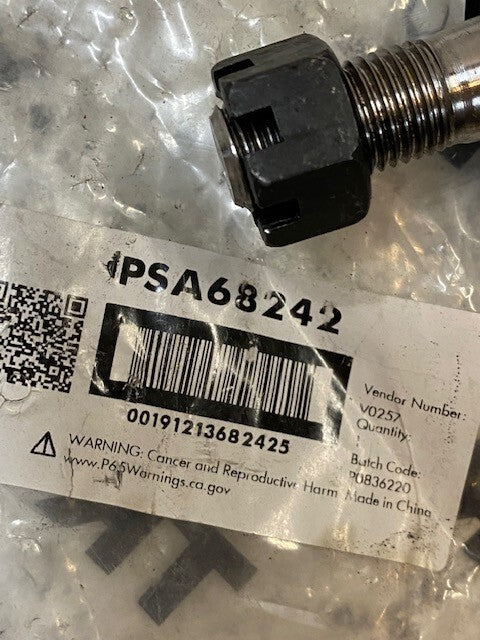 PSA68242
00191213682425
WARNING: Cancer and Reproductive Harm
www.P65Warnings.ca.gov
Vendor Number:
V0257
Quantity:
1
Batch Code:
P0836220
Made in China